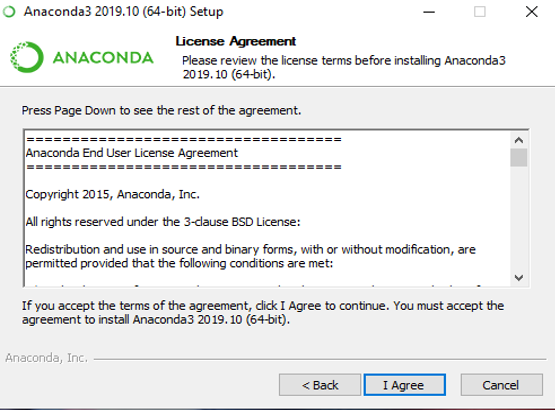 Anaconda3 2019.10 (64-bit) Setup
ANACONDA
License Agreement
Please review the license terms before installing Anaconda3
2019.10 (64-bit).
Press Page Down to see the rest of the agreement.
===================================
Anaconda End User License Agreement
===================================
Copyright 2015, Anaconda, Inc.
All rights reserved under the 3-clause BSD License:
Redistribution and use in source and binary forms, with or without modification, are
permitted provided that the following conditions are met:
If you accept the terms of the agreement, click I Agree to continue. You must accept the
agreement to install Anaconda3 2019.10 (64-bit).
Anaconda, Inc.
< Back
I Agree
Cancel